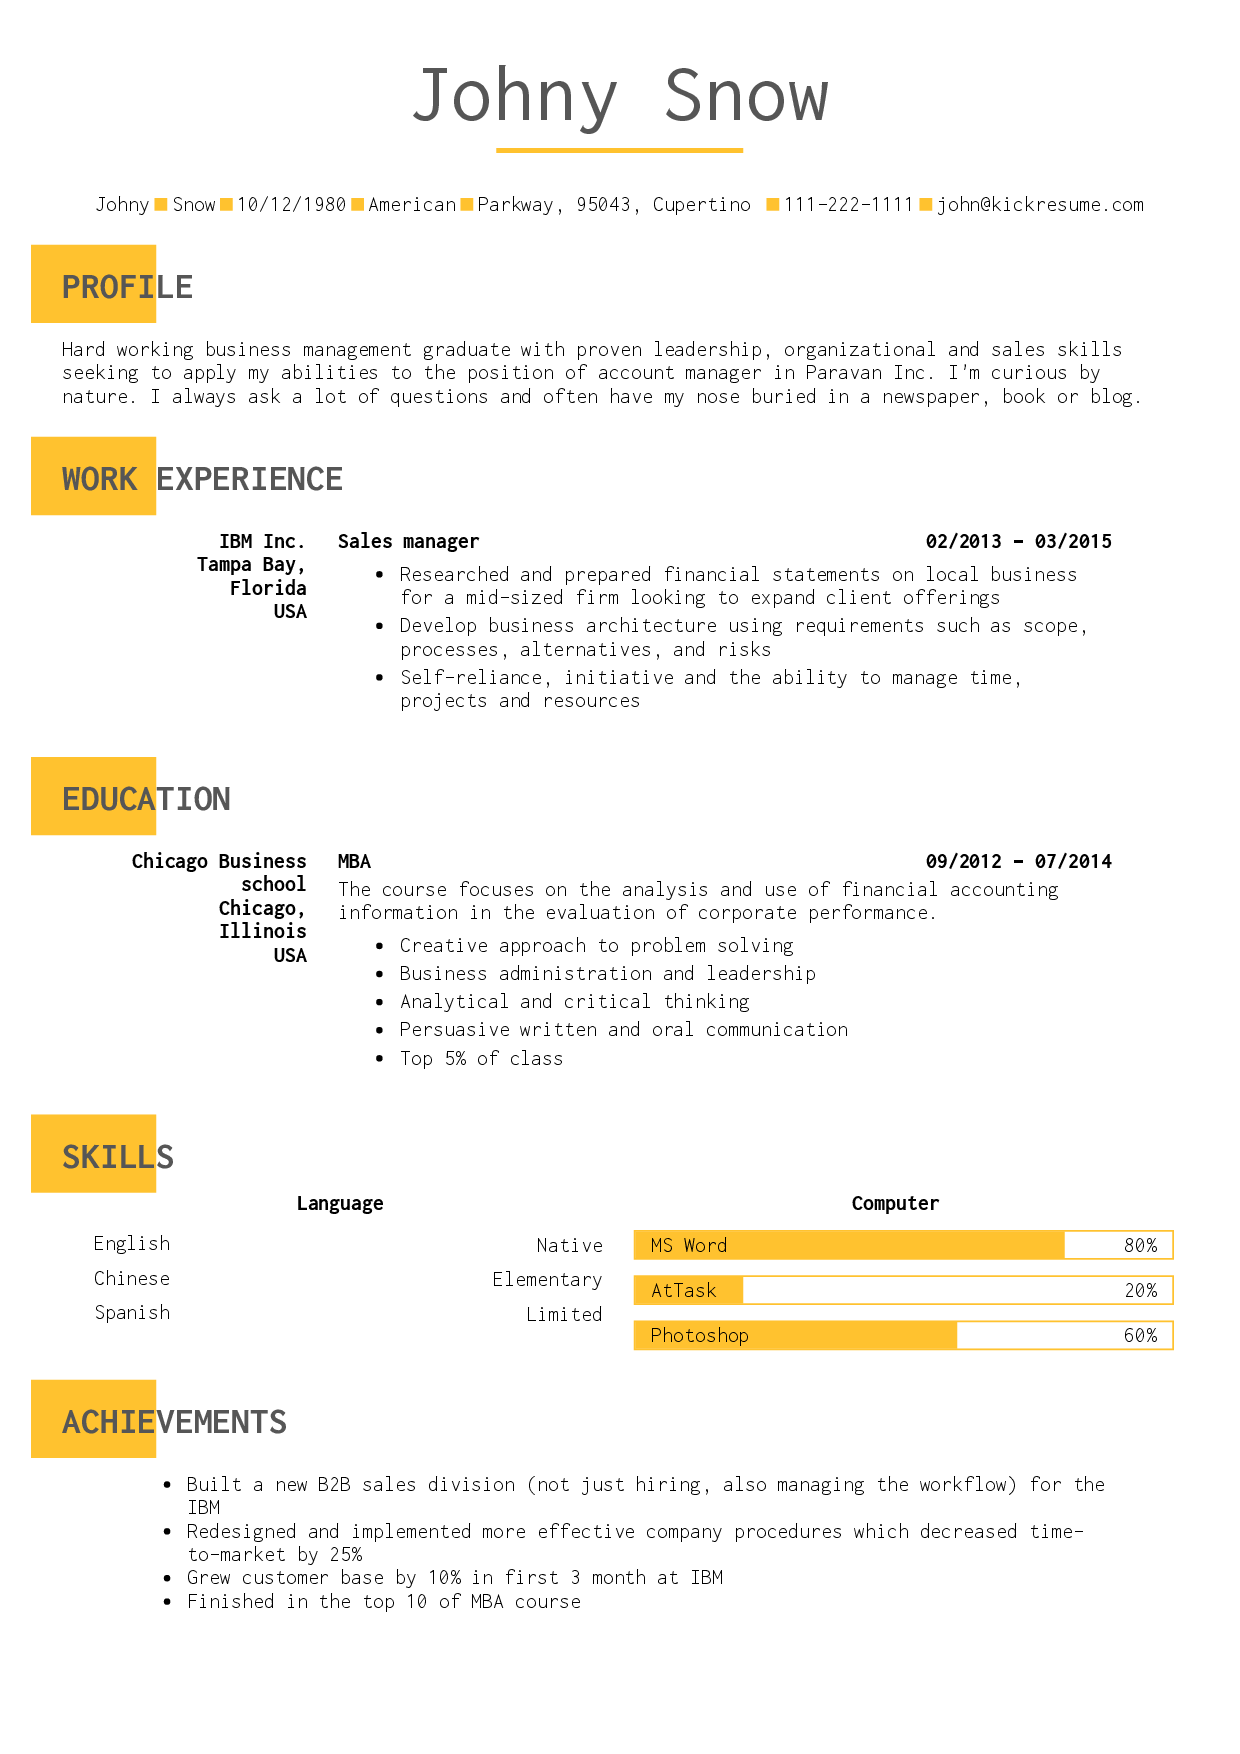 Johny Snow
Johny Snow 10/12/1980 American Parkway, 95043, Cupertino 111-222-1111 john@kickresume.com
PROFILE
Hard working business management graduate with proven leadership, organizational and sales skills
seeking to apply my abilities to the position of account manager in Paravan Inc. I'm curious by
nature. I always ask a lot of questions and often have my nose buried in a newspaper, book or blog.
WORK EXPERIENCE
IBM Inc.
Tampa Bay,
Florida
USA
Sales manager 02/2013 - 03/2015
• Researched and prepared financial statements on local business
for a mid-sized firm looking to expand client offerings
• Develop business architecture using requirements such as scope,
processes, alternatives, and risks
• Self-reliance, initiative and the ability to manage time,
projects and resources
EDUCATION
Chicago Business
school
Chicago,
Illinois
USA
MBA 09/2012 - 07/2014
The course focuses on the analysis and use of financial accounting
information in the evaluation of corporate performance.
• Creative approach to problem solving
• Business administration and leadership
• Analytical and critical thinking
• Persuasive written and oral communication
• Top 5% of class
SKILLS
Language
English Native
Chinese Elementary
Spanish Limited
Computer
MS Word 80%
AtTask 20%
Photoshop 60%
ACHIEVEMENTS
• Built a new B2B sales division (not just hiring, also managing the workflow) for the
IBM
• Redesigned and implemented more effective company procedures which decreased time-
to-market by 25%
• Grew customer base by 10% in first 3 month at IBM
• Finished in the top 10 of MBA course